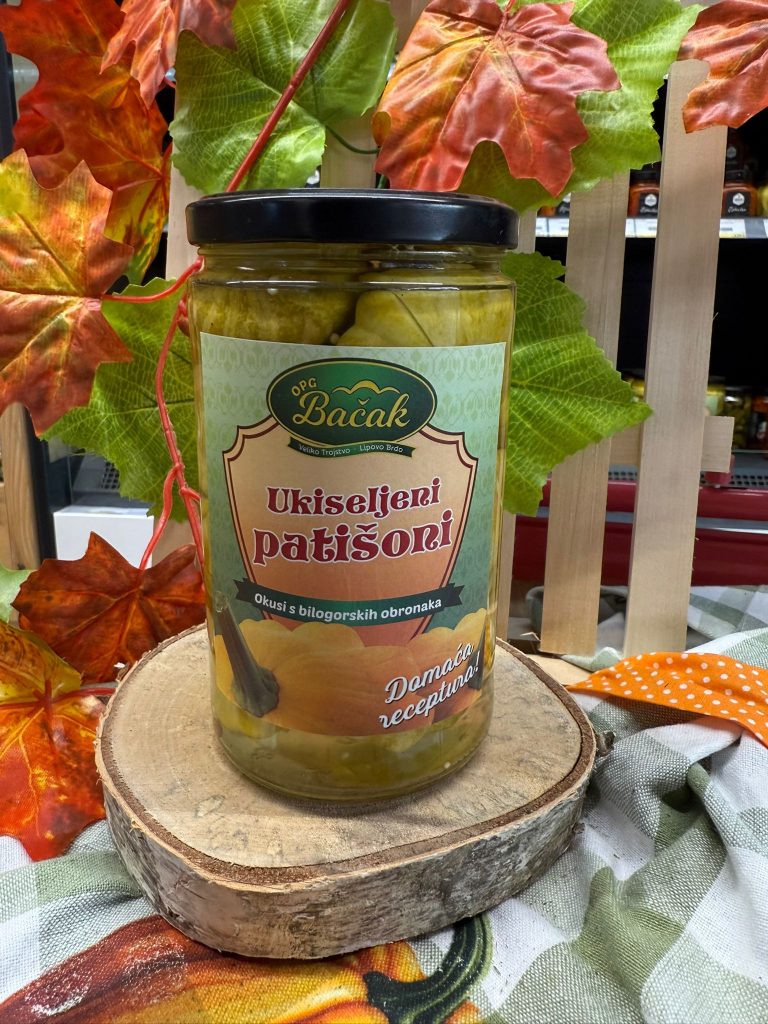 OPG
Bačak
Veliko Trojstvo · Lipovo Brdo
Ukiseljeni
patišoni
Okusi s bilogorskih obronaka
Domaća
receptura!